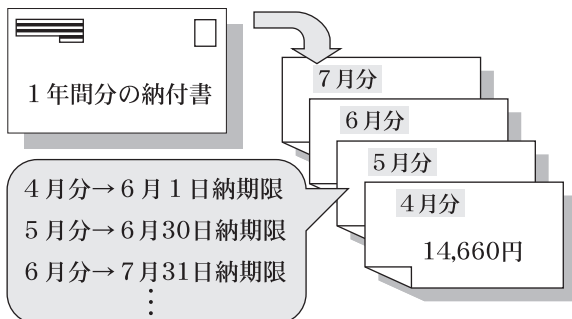 1年間分の納付書
7月分
6月分
5月分
4月分
14,660円
4月分→6月1日納期限
5月分→6月30日納期限
6月分→7月31日納期限
⋮